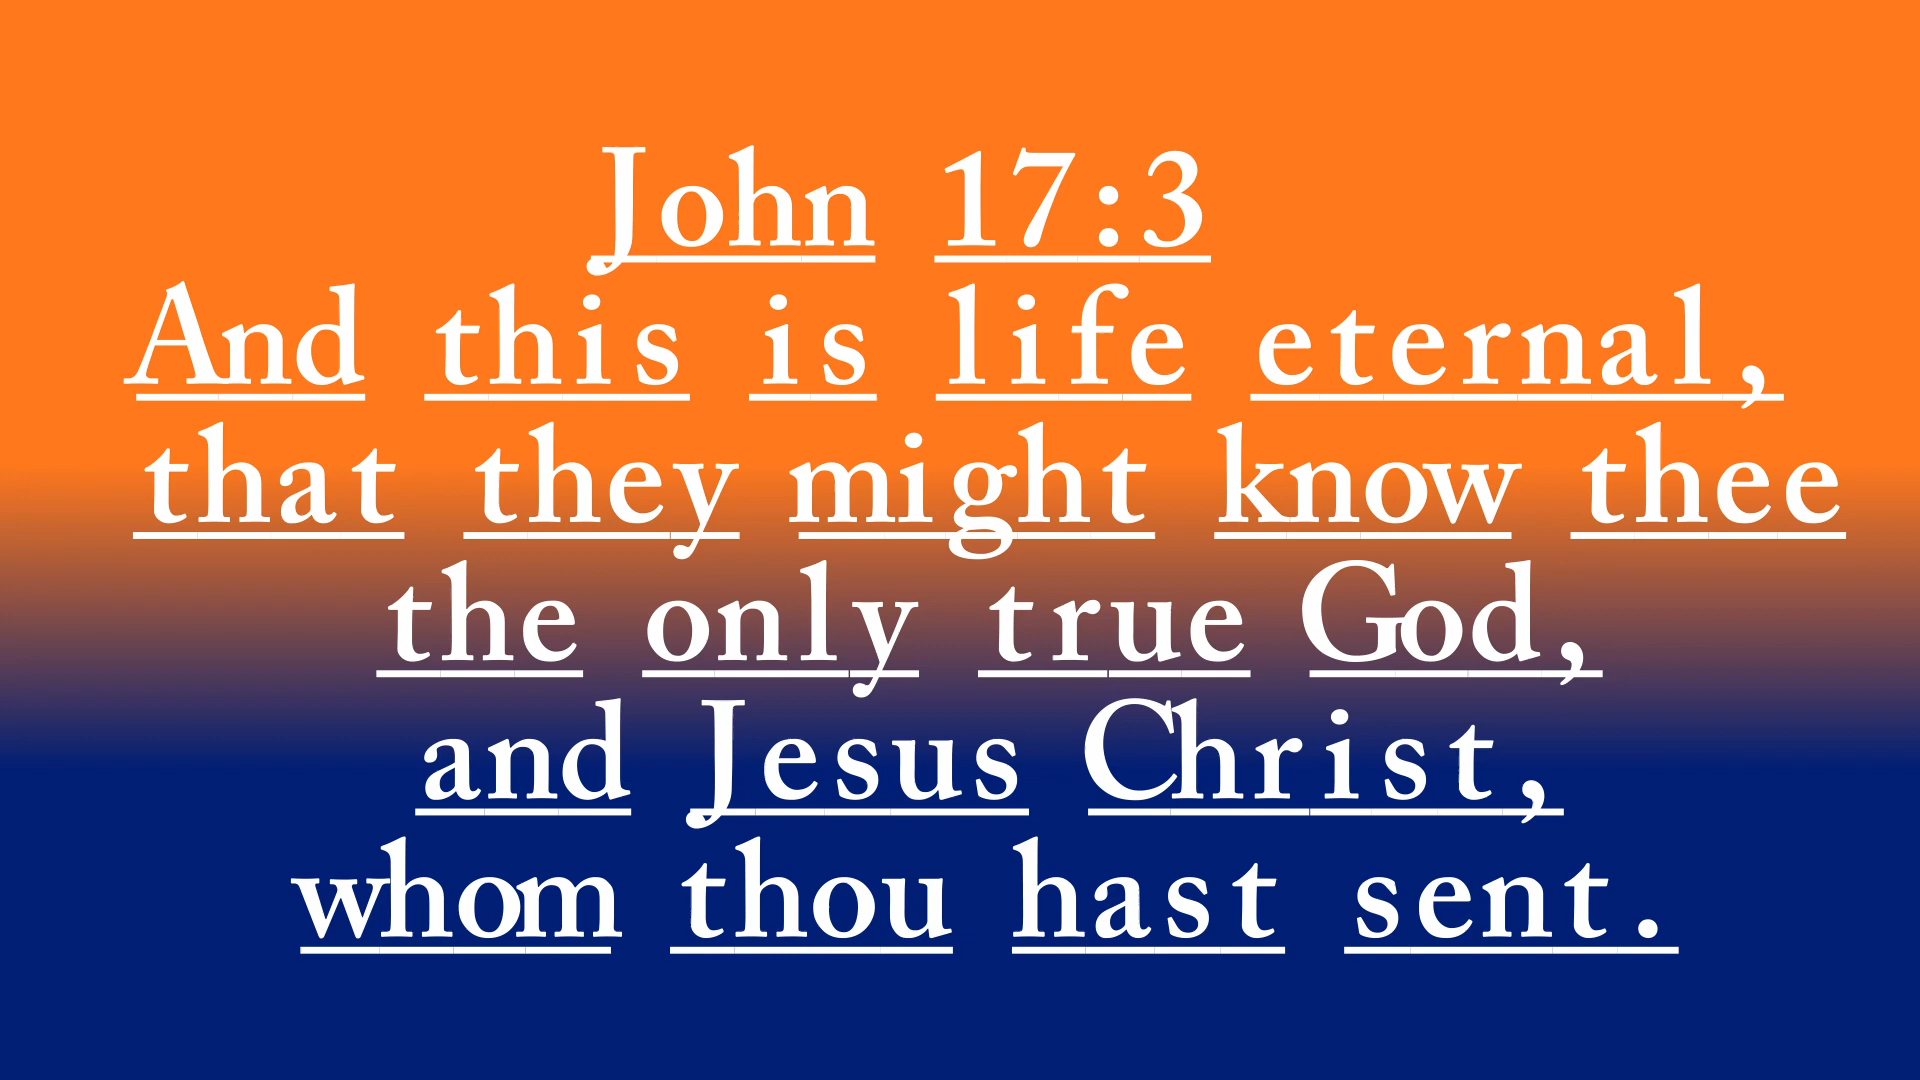 John 17:3
And this is life eternal,
that they might know thee
the only true God,
and Jesus Christ,
whom thou hast sent.